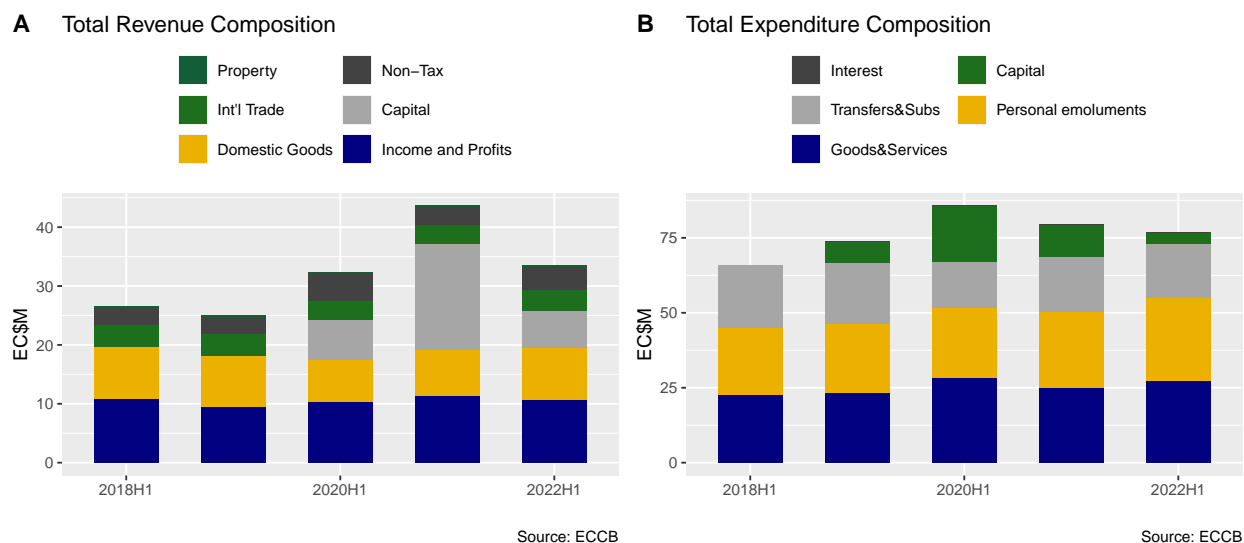 A Total Revenue Composition
Property
Non−Tax
Int'l Trade
Capital
Domestic Goods
Income and Profits
EC$M
40
30
20
10
0
2018H1
2020H1
2022H1
Source: ECCB
B Total Expenditure Composition
Interest
Capital
Transfers&Subs
Personal emoluments
Goods&Services
EC$M
75
50
25
0
2018H1
2020H1
2022H1
Source: ECCB